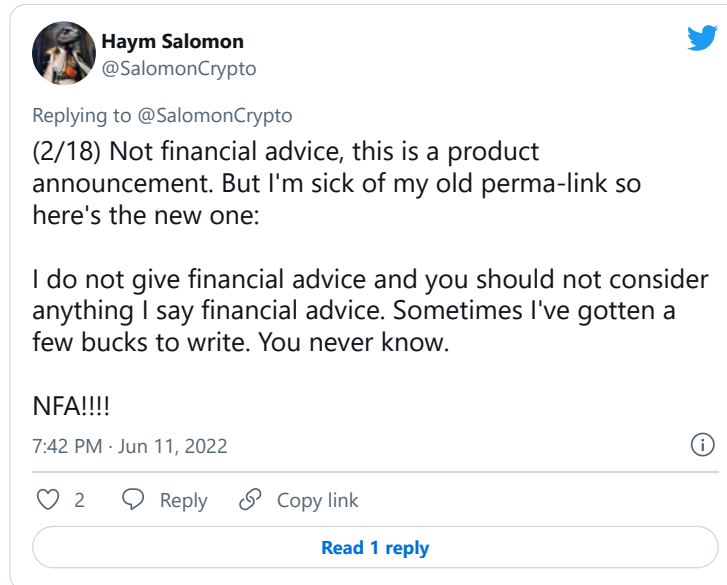 Haym Salomon
@SalomonCrypto
Replying to @SalomonCrypto
(2/18) Not financial advice, this is a product
announcement. But I'm sick of my old perma-link so
here's the new one:
I do not give financial advice and you should not consider
anything I say financial advice. Sometimes I've gotten a
few bucks to write. You never know.
NFA!!!!
7:42 PM · Jun 11, 2022
2 Reply Copy link
Read 1 reply